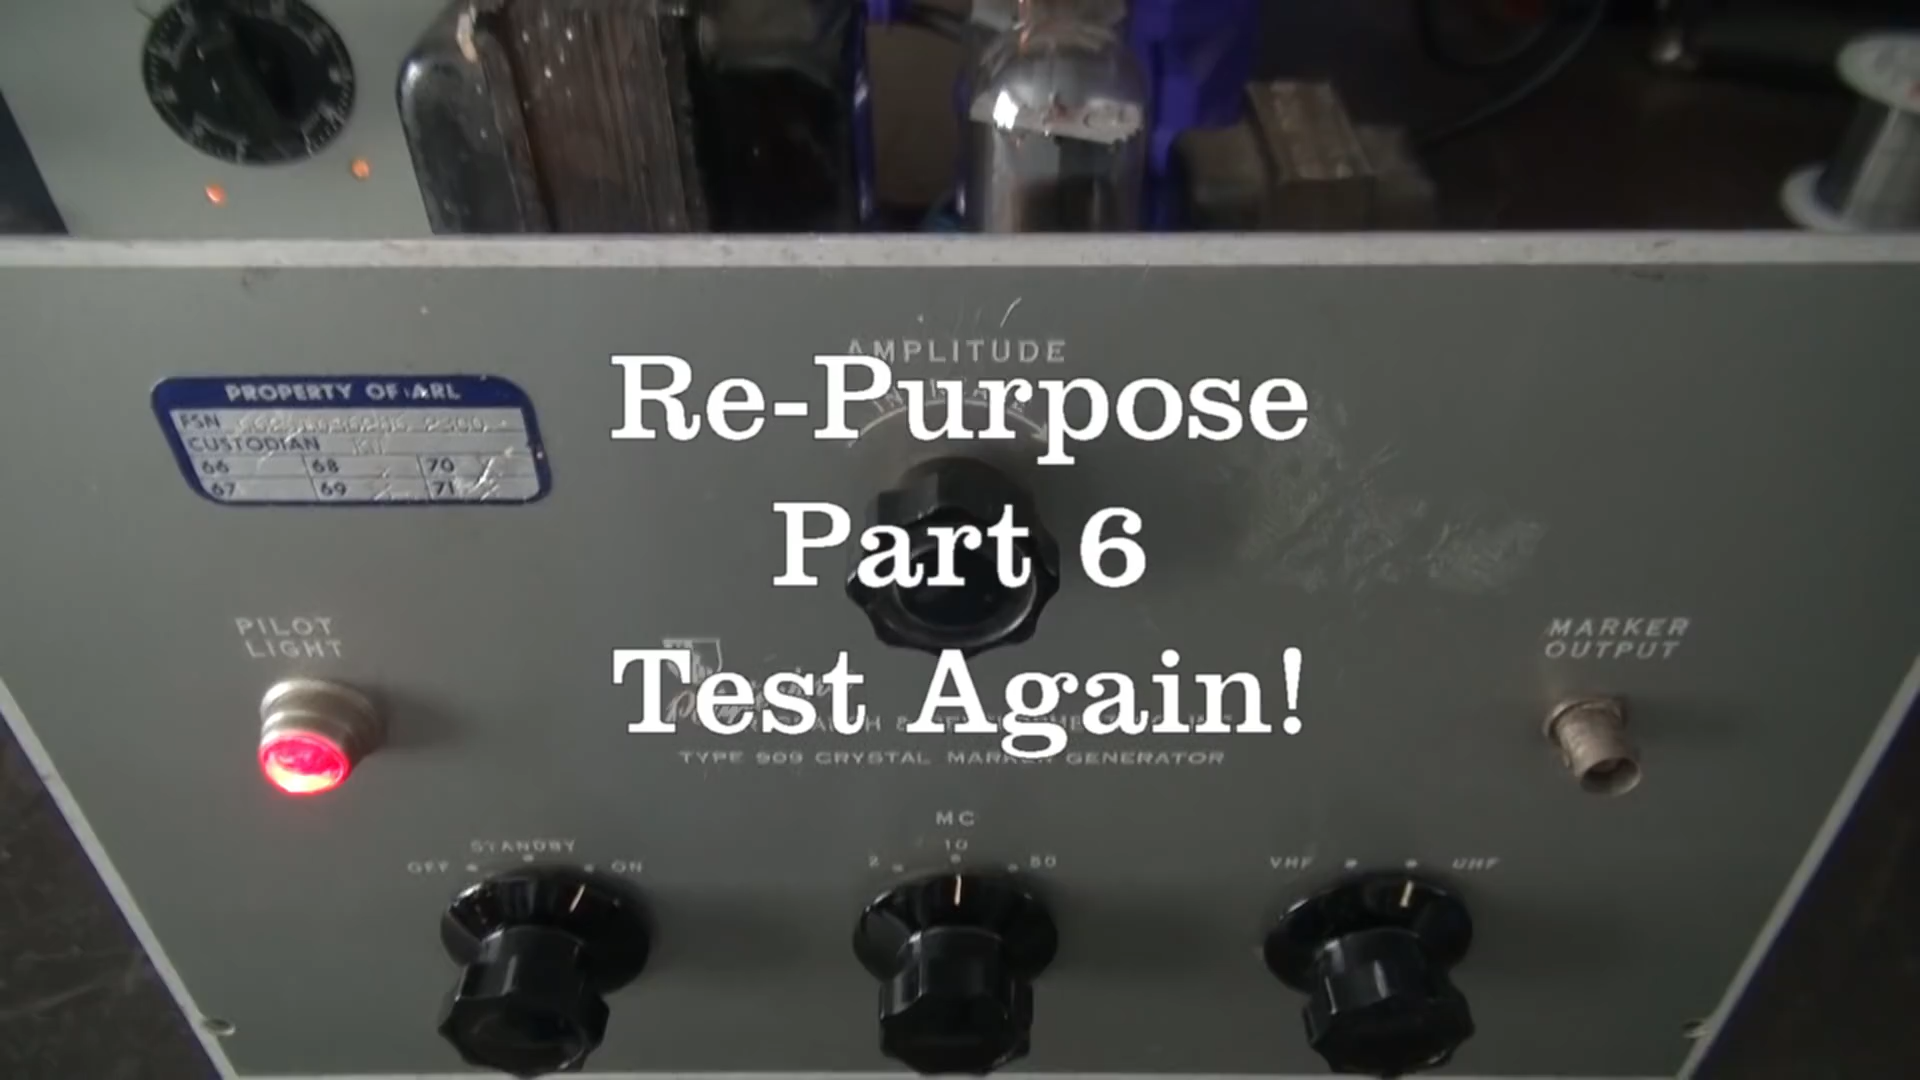 AMPLITUDE
Re-Purpose
Part 6
Test Again!
PROPERTY OF ARL
FSN
CUSTODIAN
66 68 70
67 69 71
PILOT
LIGHT
MARKER
OUTPUT
TYPE 909 CRYSTAL MARKER GENERATOR
MC
STANDBY
OFF ON
2 10 50
VHF UHF